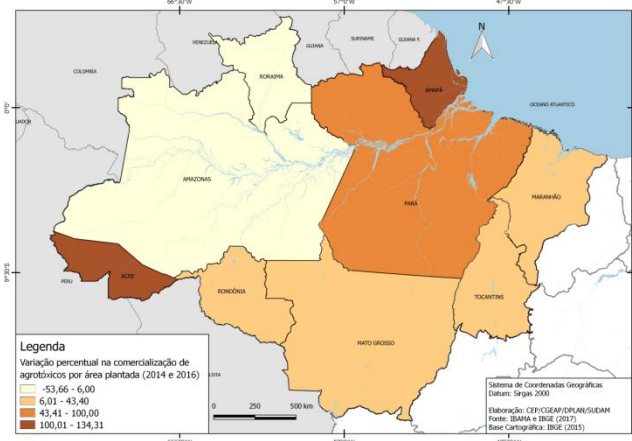 66°30'W 57°0'W 47°30'W
N
VENEZUELA
GUIANA
SURINAME
GUIANA F.
COLOMBIA
RORAIMA
AMAPÁ
OCEANO ATLANTICO
0°0'
AMAZONAS
PARÁ
MARANHÃO
9°30'S
PERU
ACRE
RONDÔNIA
TOCANTINS
MATO GROSSO
Legenda
Variação percentual na comercialização de
agrotóxicos por área plantada (2014 e 2016)
-53,66 - 6,00
6,01 - 43,40
43,41 - 100,00
100,01 - 134,31
0 250 500 km
Sistema de Coordenadas Geográficas
Datum: Sirgas 2000
Elaboração: CEP/CGEAP/DPLAN/SUDAM
Fonte: IBAMA e IBGE (2017)
Base Cartográfica: IBGE (2015)